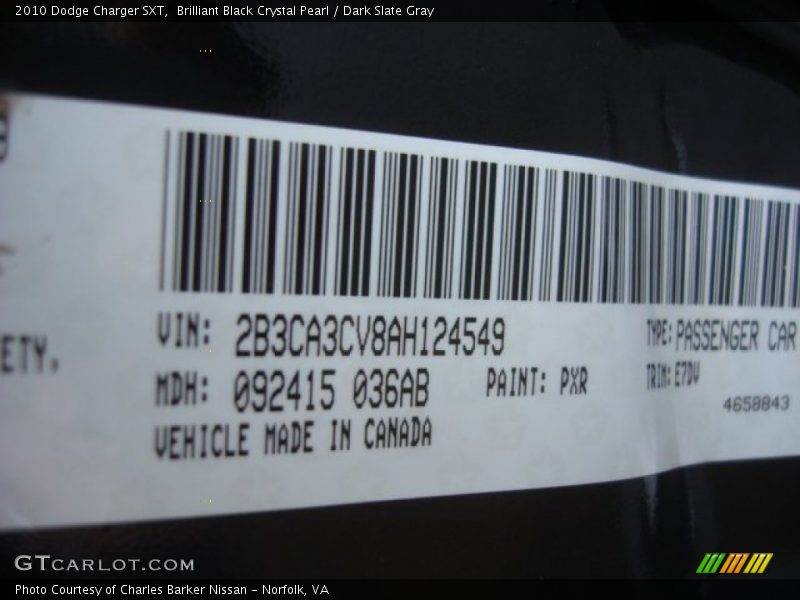 2010 Dodge Charger SXT,  Brilliant Black Crystal Pearl / Dark Slate Gray
VIN: 2B3CA3CV8AH124549
TYPE: PASSENGER CAR
ETY,
MDH: 092415 036AB
PAINT: PXR
TRIM: E7DV
4658843
VEHICLE MADE IN CANADA
GTCARLOT.COM
Photo Courtesy of Charles Barker Nissan - Norfolk, VA